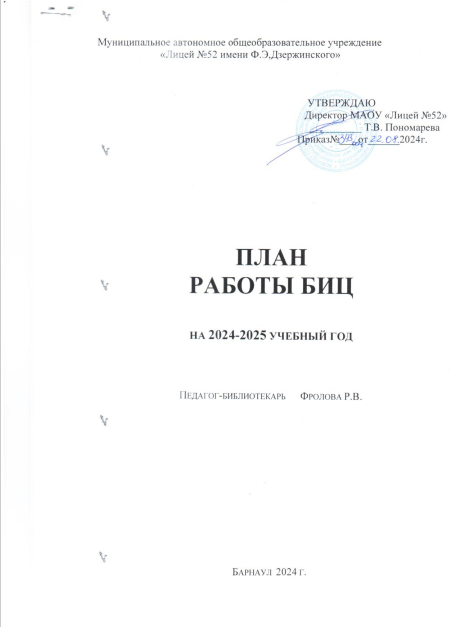 Муниципальное автономное общеобразовательное учреждение
«Лицей №52 имени Ф.Э.Дзержинского»
УТВЕРЖДАЮ
Директор МАОУ «Лицей №52»
Т.В. Пономарева
Приказ№ от 22.08.2024г.
ПЛАН
РАБОТЫ БИЦ
НА 2024-2025 УЧЕБНЫЙ ГОД
ПЕДАГОГ-БИБЛИОТЕКАРЬ ФРОЛОВА Р.В.
БАРНАУЛ 2024 Г.